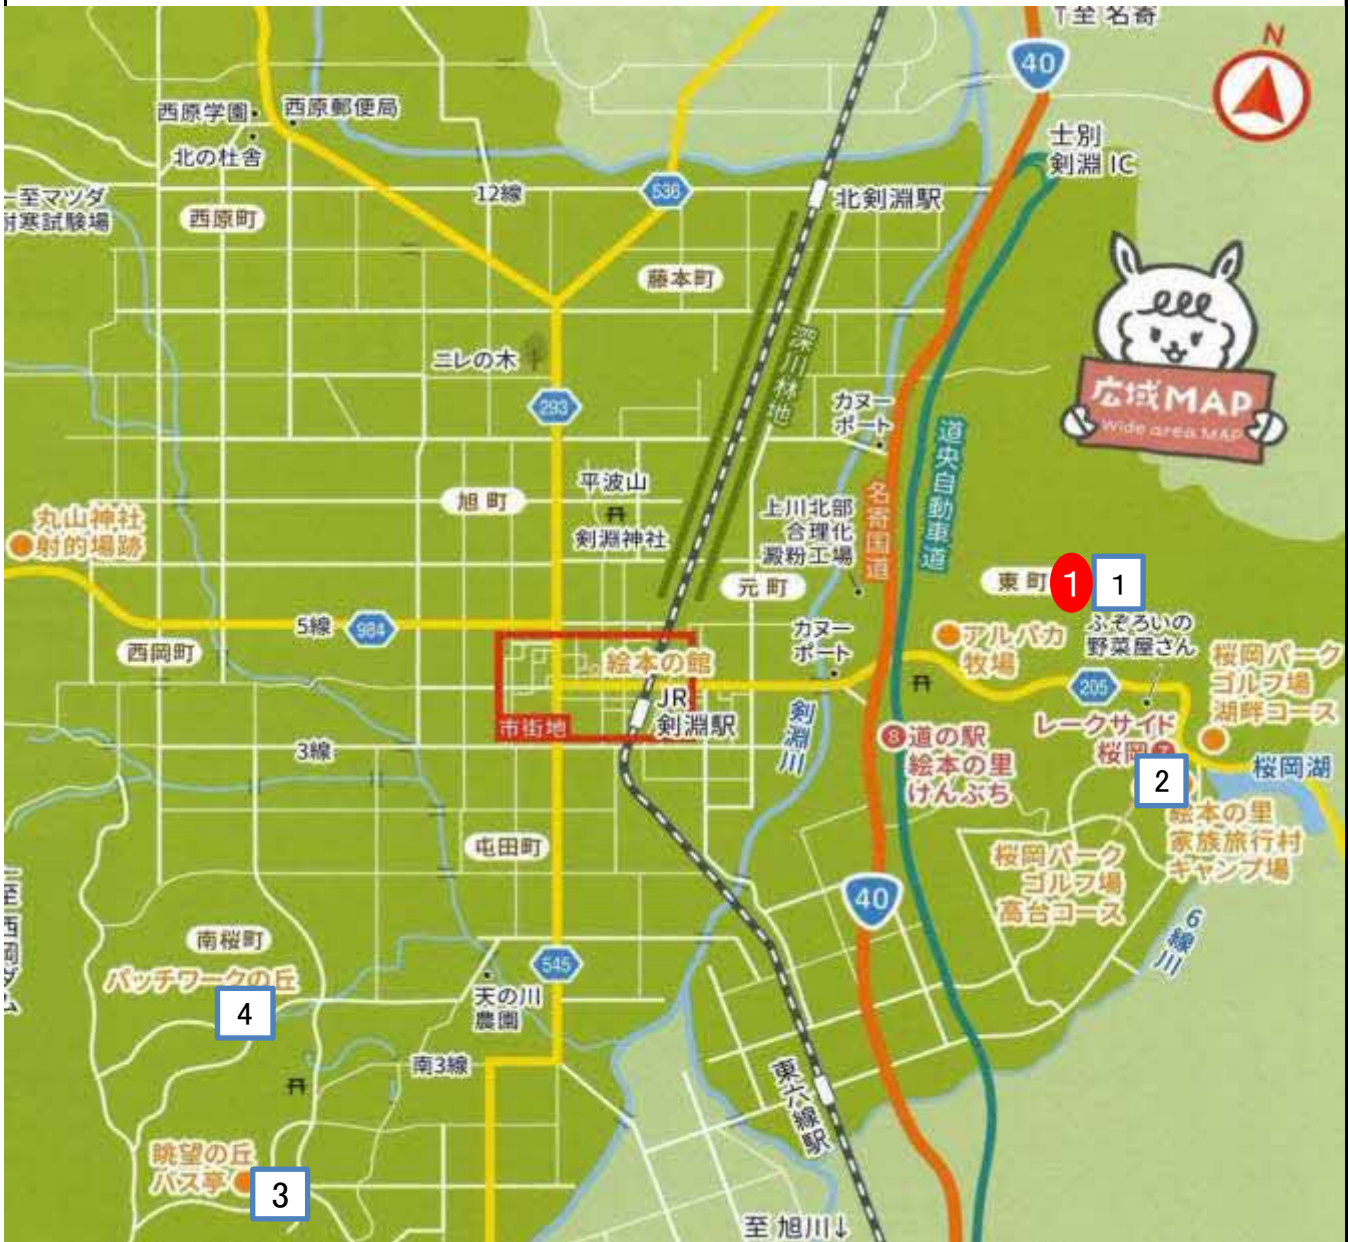 ↑至 名寄
N
40
西原学園
西原郵便局
北の杜舎
士別
剣淵 IC
12線
536
北剣淵駅
至マツダ
耐寒試験場
西原町
藤本町
深川林地
ニレの木
293
カヌー
ポート
広域MAP
Wide area MAP
道央自動車道
名寄国道
旭町
平波山
剣淵神社
上川北部
合理化
澱粉工場
丸山神社
射的場跡
元町
東町
1
1
5線
984
西岡町
カヌー
ポート
ふぞろいの
野菜屋さん
アルパカ
牧場
桜岡パーク
ゴルフ場
湖畔コース
絵本の館
205
JR
剣淵駅
市街地
剣淵川
レークサイド
桜岡
7
8
道の駅
絵本の里
けんぶち
3線
桜岡湖
2
絵本の里
家族旅行村
キャンプ場
屯田町
桜岡パーク
ゴルフ場
高台コース
40
至 西岡ダム
6線川
南桜町
パッチワークの丘
4
545
天の川
農園
南3線
東六線駅
眺望の丘
バス亭
3
至 旭川↓